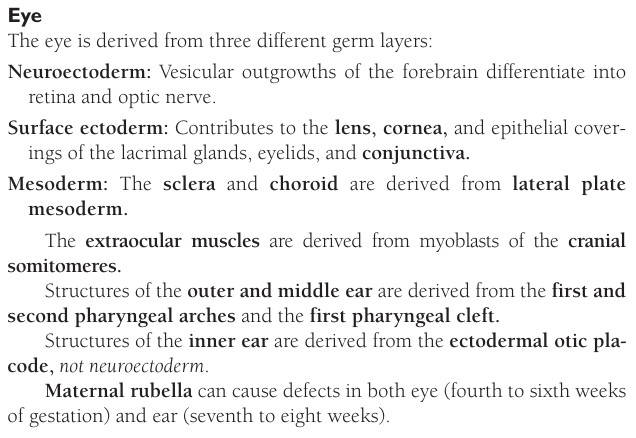 Eye
The eye is derived from three different germ layers:
Neuroectoderm: Vesicular outgrowths of the forebrain differentiate into
retina and optic nerve.
Surface ectoderm: Contributes to the lens, cornea, and epithelial cover-
ings of the lacrimal glands, eyelids, and conjunctiva.
Mesoderm: The sclera and choroid are derived from lateral plate
mesoderm.
The extraocular muscles are derived from myoblasts of the cranial
somitomeres.
Structures of the outer and middle ear are derived from the first and
second pharyngeal arches and the first pharyngeal cleft.
Structures of the inner ear are derived from the ectodermal otic pla-
code, not neuroectoderm.
Maternal rubella can cause defects in both eye (fourth to sixth weeks
of gestation) and ear (seventh to eight weeks).